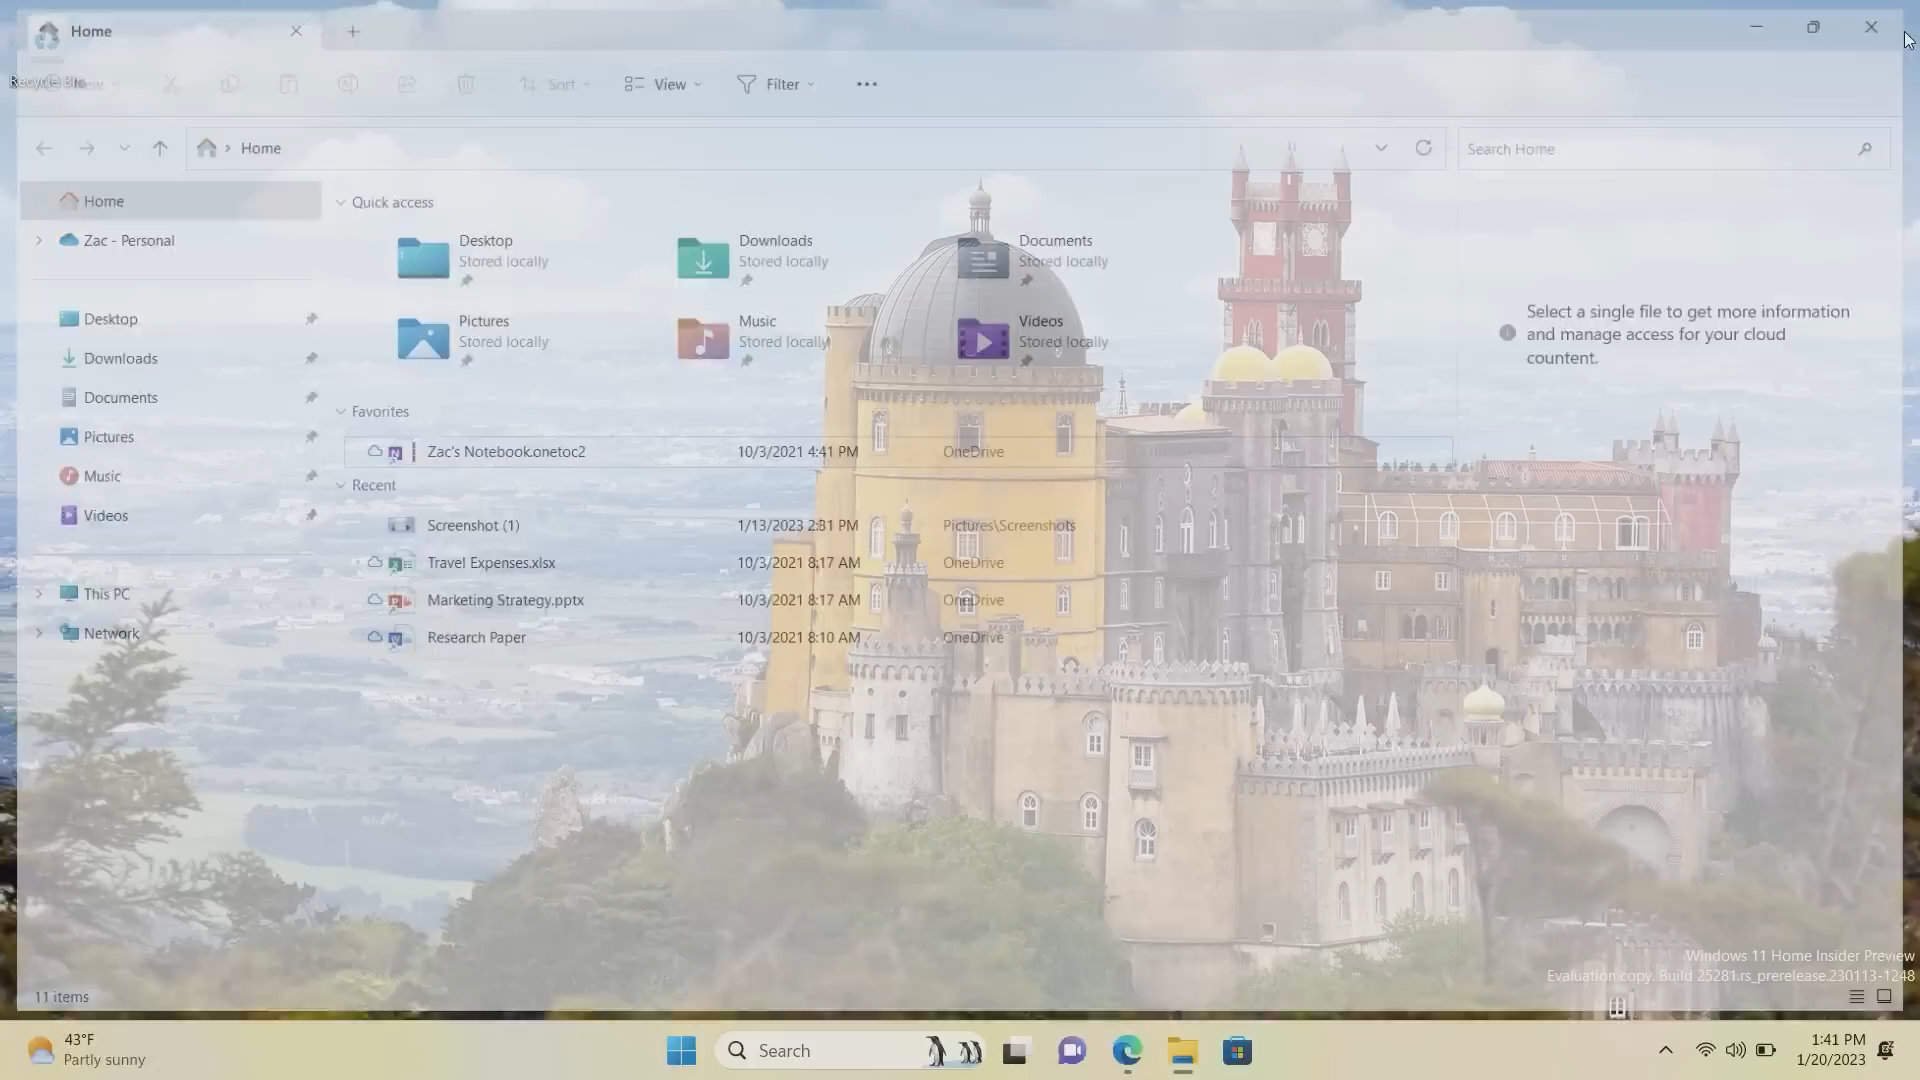 Home
Recycle Bin
Sort
View
Filter
Home
Search Home
Home
Zac - Personal
Desktop
Downloads
Documents
Pictures
Music
Videos
This PC
Network
Quick access
Desktop
Stored locally
Downloads
Stored locally
Documents
Stored locally
Pictures
Stored locally
Music
Stored locally
Videos
Stored locally
Favorites
Zac's Notebook.onetoc2 10/3/2021 4:41 PM OneDrive
Recent
Screenshot (1) 1/13/2023 2:31 PM Pictures\Screenshots
Travel Expenses.xlsx 10/3/2021 8:17 AM OneDrive
Marketing Strategy.pptx 10/3/2021 8:17 AM OneDrive
Research Paper 10/3/2021 8:10 AM OneDrive
Select a single file to get more information
and manage access for your cloud
countent.
Windows 11 Home Insider Preview
Evaluation copy. Build 25281.rs_prerelease.230113-1248
11 items
43°F
Partly sunny
Search
1:41 PM
1/20/2023